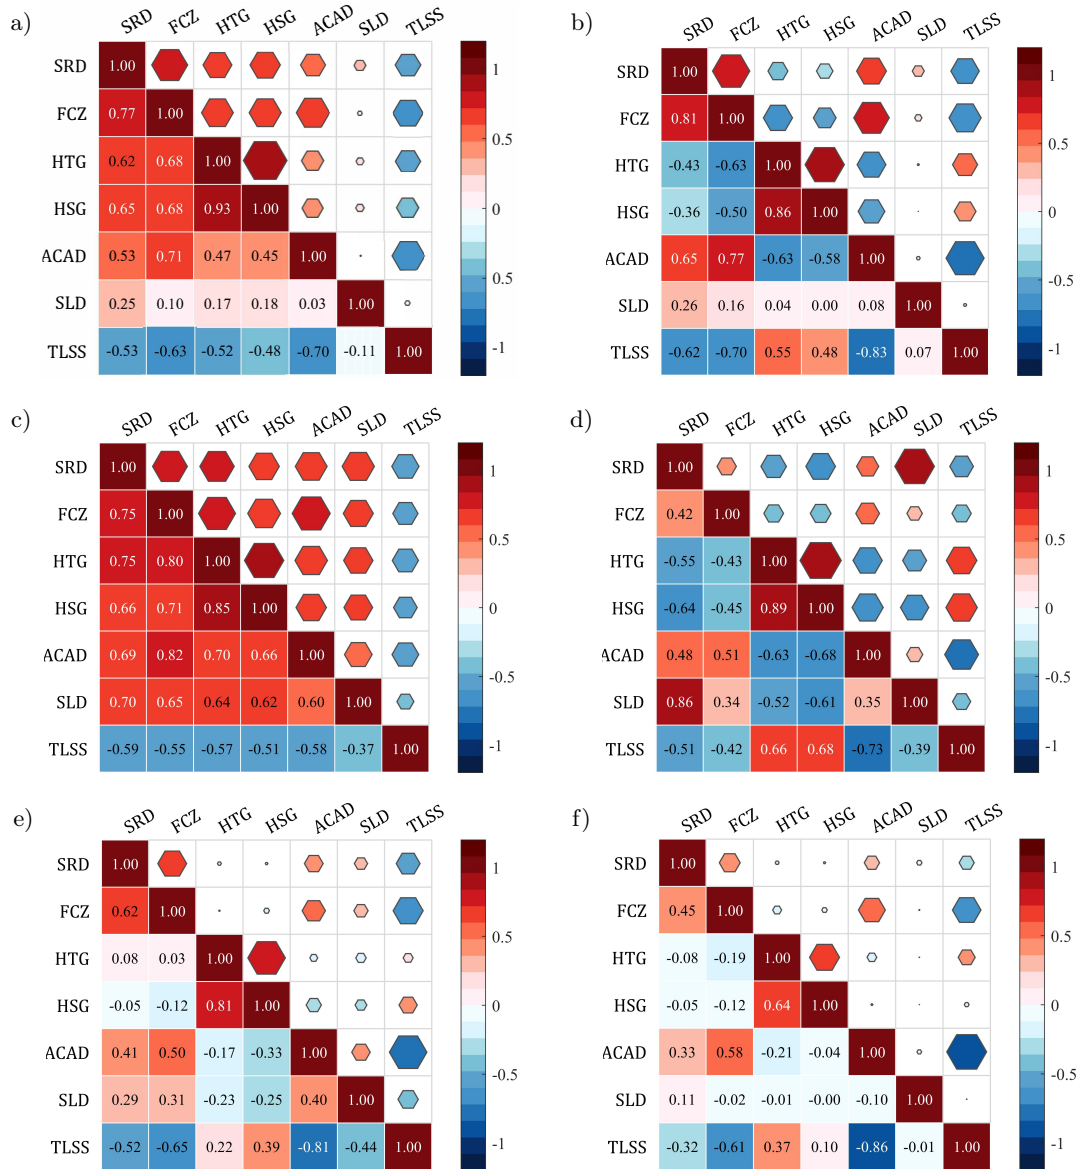 a)
SRD FCZ HTG HSG ACAD SLD TLSS
SRD 1.00
FCZ 0.77 1.00
HTG 0.62 0.68 1.00
HSG 0.65 0.68 0.93 1.00
ACAD 0.53 0.71 0.47 0.45 1.00
SLD 0.25 0.10 0.17 0.18 0.03 1.00
TLSS -0.53 -0.63 -0.52 -0.48 -0.70 -0.11 1.00
1
0.5
0
0.5
-1
b)
SRD FCZ HTG HSG ACAD SLD TLSS
SRD 1.00
FCZ 0.81 1.00
HTG -0.43 -0.63 1.00
HSG -0.36 -0.50 0.86 1.00
ACAD 0.65 0.77 -0.63 -0.58 1.00
SLD 0.26 0.16 0.04 0.00 0.08 1.00
TLSS -0.62 -0.70 0.55 0.48 -0.83 0.07 1.00
1
0.5
0
-0.5
-1
c)
SRD FCZ HTG HSG ACAD SLD TLSS
SRD 1.00
FCZ 0.75 1.00
HTG 0.75 0.80 1.00
HSG 0.66 0.71 0.85 1.00
ACAD 0.69 0.82 0.70 0.66 1.00
SLD 0.70 0.65 0.64 0.62 0.60 1.00
TLSS -0.59 -0.55 -0.57 -0.51 -0.58 -0.37 1.00
1
0.5
0
-0.5
-1
d)
SRD FCZ HTG HSG ACAD SLD TLSS
SRD 1.00
FCZ 0.42 1.00
HTG -0.55 -0.43 1.00
HSG -0.64 -0.45 0.89 1.00
ACAD 0.48 0.51 -0.63 -0.68 1.00
SLD 0.86 0.34 -0.52 -0.61 0.35 1.00
TLSS -0.51 -0.42 0.66 0.68 -0.73 -0.39 1.00
1
0.5
0
-0.5
-1
e)
SRD FCZ HTG HSG ACAD SLD TLSS
SRD 1.00
FCZ 0.62 1.00
HTG 0.08 0.03 1.00
HSG -0.05 -0.12 0.81 1.00
ACAD 0.41 0.50 -0.17 -0.33 1.00
SLD 0.29 0.31 -0.23 -0.25 0.40 1.00
TLSS -0.52 -0.65 0.22 0.39 -0.81 -0.44 1.00
1
0.5
0
-0.5
-1
f)
SRD FCZ HTG HSG ACAD SLD TLSS
SRD 1.00
FCZ 0.45 1.00
HTG -0.08 -0.19 1.00
HSG -0.05 -0.12 0.64 1.00
ACAD 0.33 0.58 -0.21 -0.04 1.00
SLD 0.11 -0.02 -0.01 -0.00 -0.10 1.00
TLSS -0.32 -0.61 0.37 0.10 -0.86 -0.01 1.00
1
0.5
0
-0.5
-1